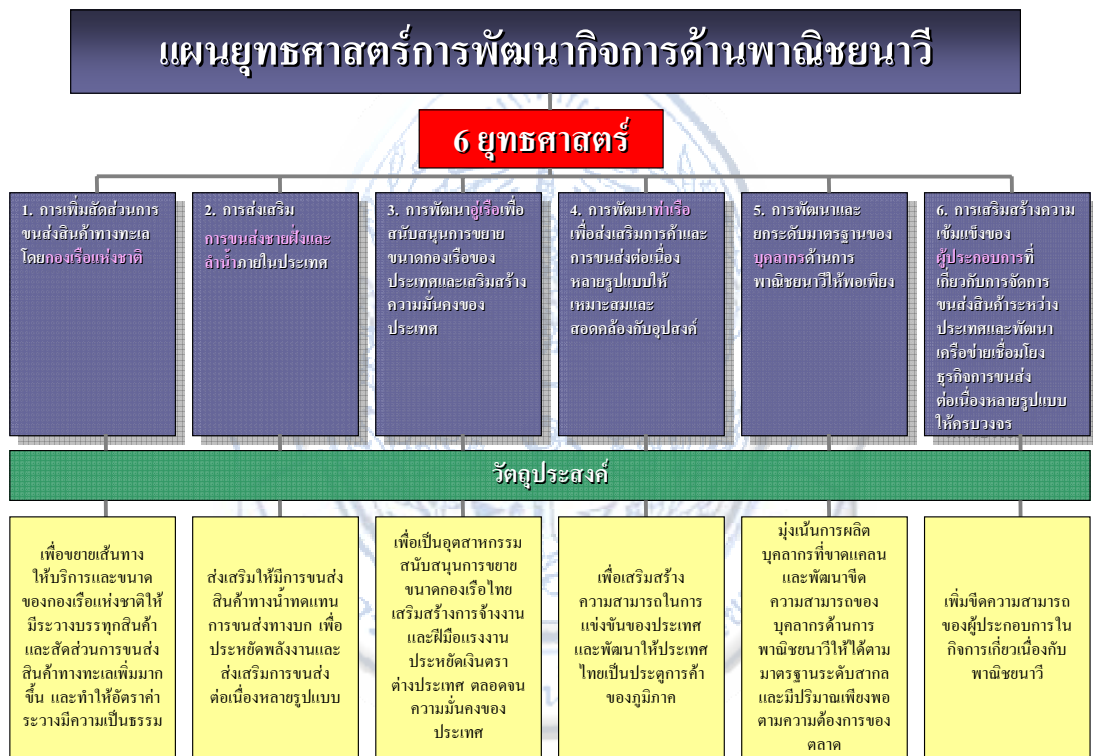 แผนยุทธศาสตร์การพัฒนากิจการด้านพาณิชยนาวี
6 ยุทธศาสตร์
1. การเพิ่มสัดส่วนการ
ขนส่งสินค้าทางทะเล
โดยกองเรือแห่งชาติ
2. การส่งเสริม
การขนส่งชายฝั่งและ
ลำน้ำภายในประเทศ
3. การพัฒนาอู่เรือเพื่อ
สนับสนุนการขยาย
ขนาดกองเรือของ
ประเทศและเสริมสร้าง
ความมั่นคงของ
ประเทศ
4. การพัฒนาท่าเรือ
เพื่อส่งเสริมการค้าและ
การขนส่งต่อเนื่อง
หลายรูปแบบให้
เหมาะสมและ
สอดคล้องกับอุปสงค์
5. การพัฒนาและ
ยกระดับมาตรฐานของ
บุคลากรด้านการ
พาณิชยนาวีให้พอเพียง
6. การเสริมสร้างความ
เข้มแข็งของ
ผู้ประกอบการที่
เกี่ยวกับการจัดการ
ขนส่งสินค้าระหว่าง
ประเทศและพัฒนา
เครือข่ายเชื่อมโยง
ธุรกิจการขนส่ง
ต่อเนื่องหลายรูปแบบ
ให้ครบวงจร
วัตถุประสงค์
เพื่อขยายเส้นทาง
ให้บริการและขนาด
ของกองเรือแห่งชาติให้
มีระวางบรรทุกสินค้า
และสัดส่วนการขนส่ง
สินค้าทางทะเลเพิ่มมาก
ขึ้น และทำให้อัตราค่า
ระวางมีความเป็นธรรม
ส่งเสริมให้มีการขนส่ง
สินค้าทางน้ำทดแทน
การขนส่งทางบก เพื่อ
ประหยัดพลังงานและ
ส่งเสริมการขนส่ง
ต่อเนื่องหลายรูปแบบ
เพื่อเป็นอุตสาหกรรม
สนับสนุนการขยาย
ขนาดกองเรือไทย
เสริมสร้างการจ้างงาน
และฝีมือแรงงาน
ประหยัดเงินตรา
ต่างประเทศ ตลอดจน
ความมั่นคงของ
ประเทศ
เพื่อเสริมสร้าง
ความสามารถในการ
แข่งขันของประเทศ
และพัฒนาให้ประเทศ
ไทยเป็นประตูการค้า
ของภูมิภาค
มุ่งเน้นการผลิต
บุคลากรที่ขาดแคลน
และพัฒนาขีด
ความสามารถของ
บุคลากรด้านการ
พาณิชยนาวีให้ได้ตาม
มาตรฐานระดับสากล
และมีปริมาณเพียงพอ
ตามความต้องการของ
ตลาด
เพิ่มขีดความสามารถ
ของผู้ประกอบการใน
กิจการเกี่ยวเนื่องกับ
พาณิชยนาวี